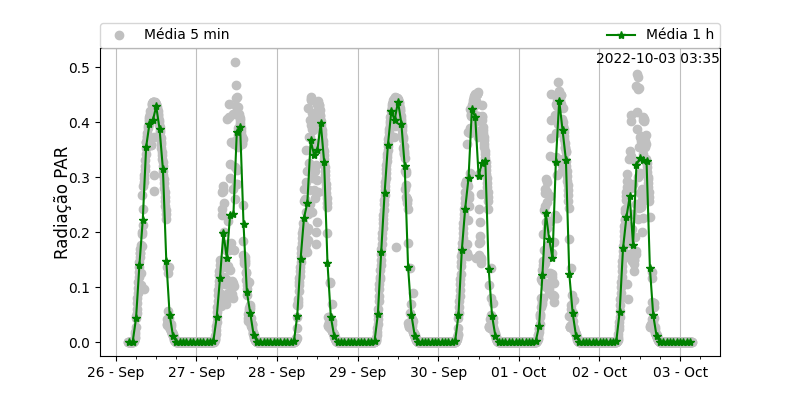 Média 5 min
Média 1 h
2022-10-03 03:35
Radiação PAR
0.5
0.4
0.3
0.2
0.1
0.0
26 - Sep
27 - Sep
28 - Sep
29 - Sep
30 - Sep
01 - Oct
02 - Oct
03 - Oct